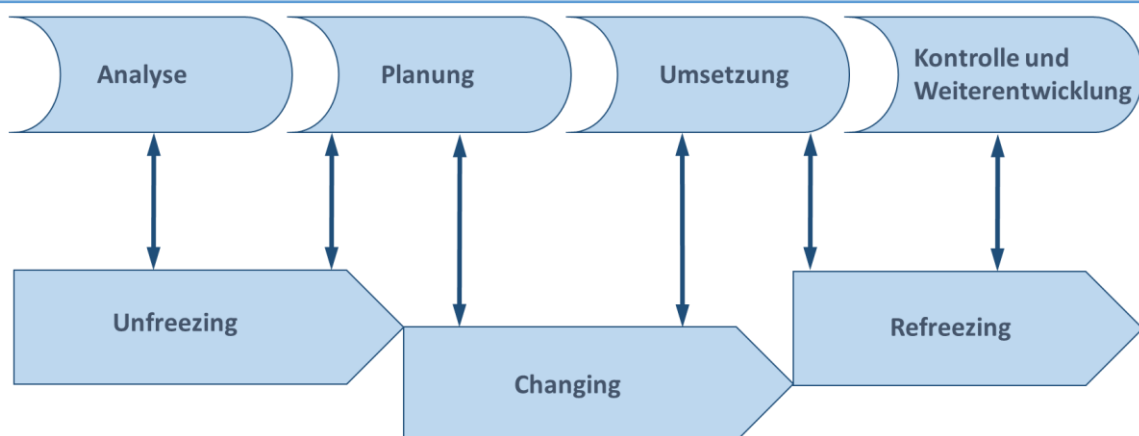 Analyse
Planung
Umsetzung
Kontrolle und
Weiterentwicklung
Unfreezing
Changing
Refreezing